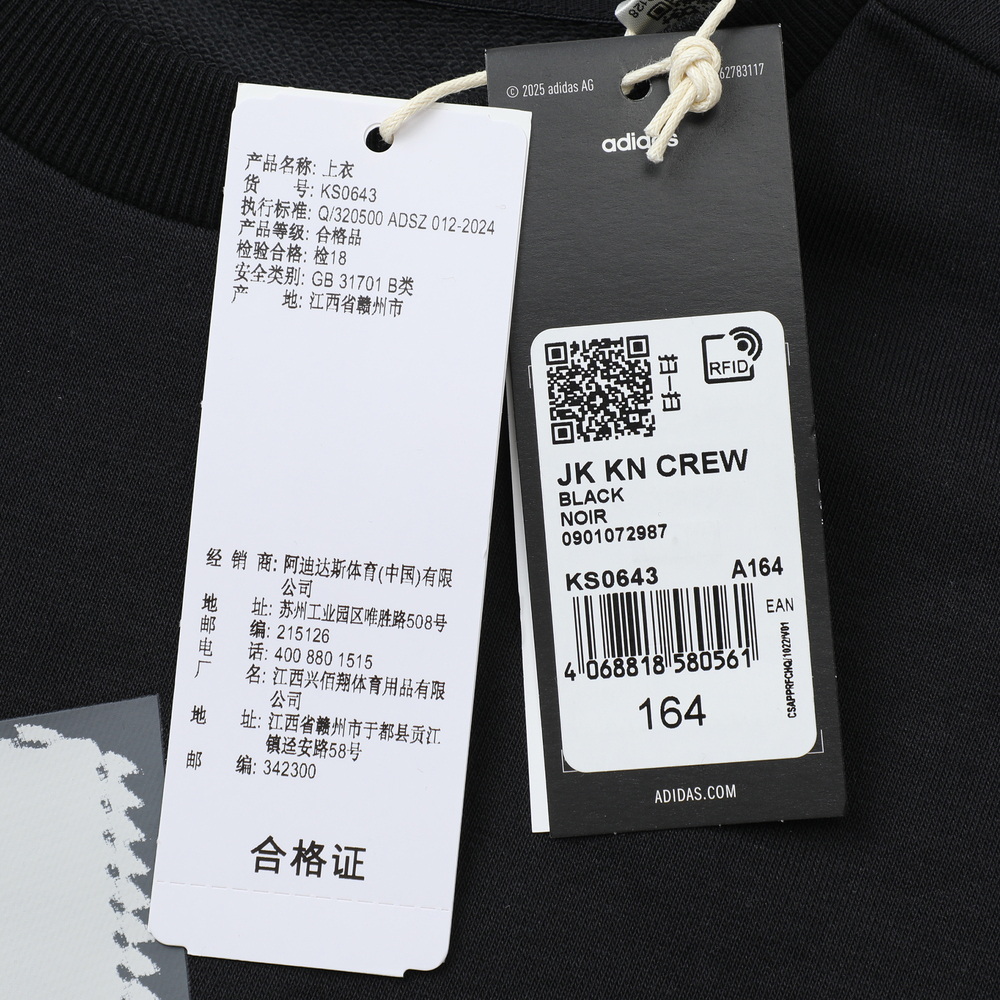 产品名称: 上衣
货 号: KS0643
执行标准: Q/320500 ADSZ 012-2024
产品等级: 合格品
检验合格: 检18
安全类别: GB 31701 B类
产 地: 江西省赣州市
经 销 商: 阿迪达斯体育(中国)有限
公司
地 址: 苏州工业园区唯胜路508号
邮 编: 215126
电 话: 400 880 1515
厂 名: 江西兴佰翔体育用品有限
公司
地 址: 江西省赣州市于都县贡江
镇迳安路58号
邮 编: 342300
合格证
© 2025 adidas AG
62783117
adidas
扫一扫
RFID
JK KN CREW
BLACK
NOIR
0901072987
KS0643 A164
EAN
4 068818 580561
CSAPPRFCHQ/1022/V01
164
ADIDAS.COM